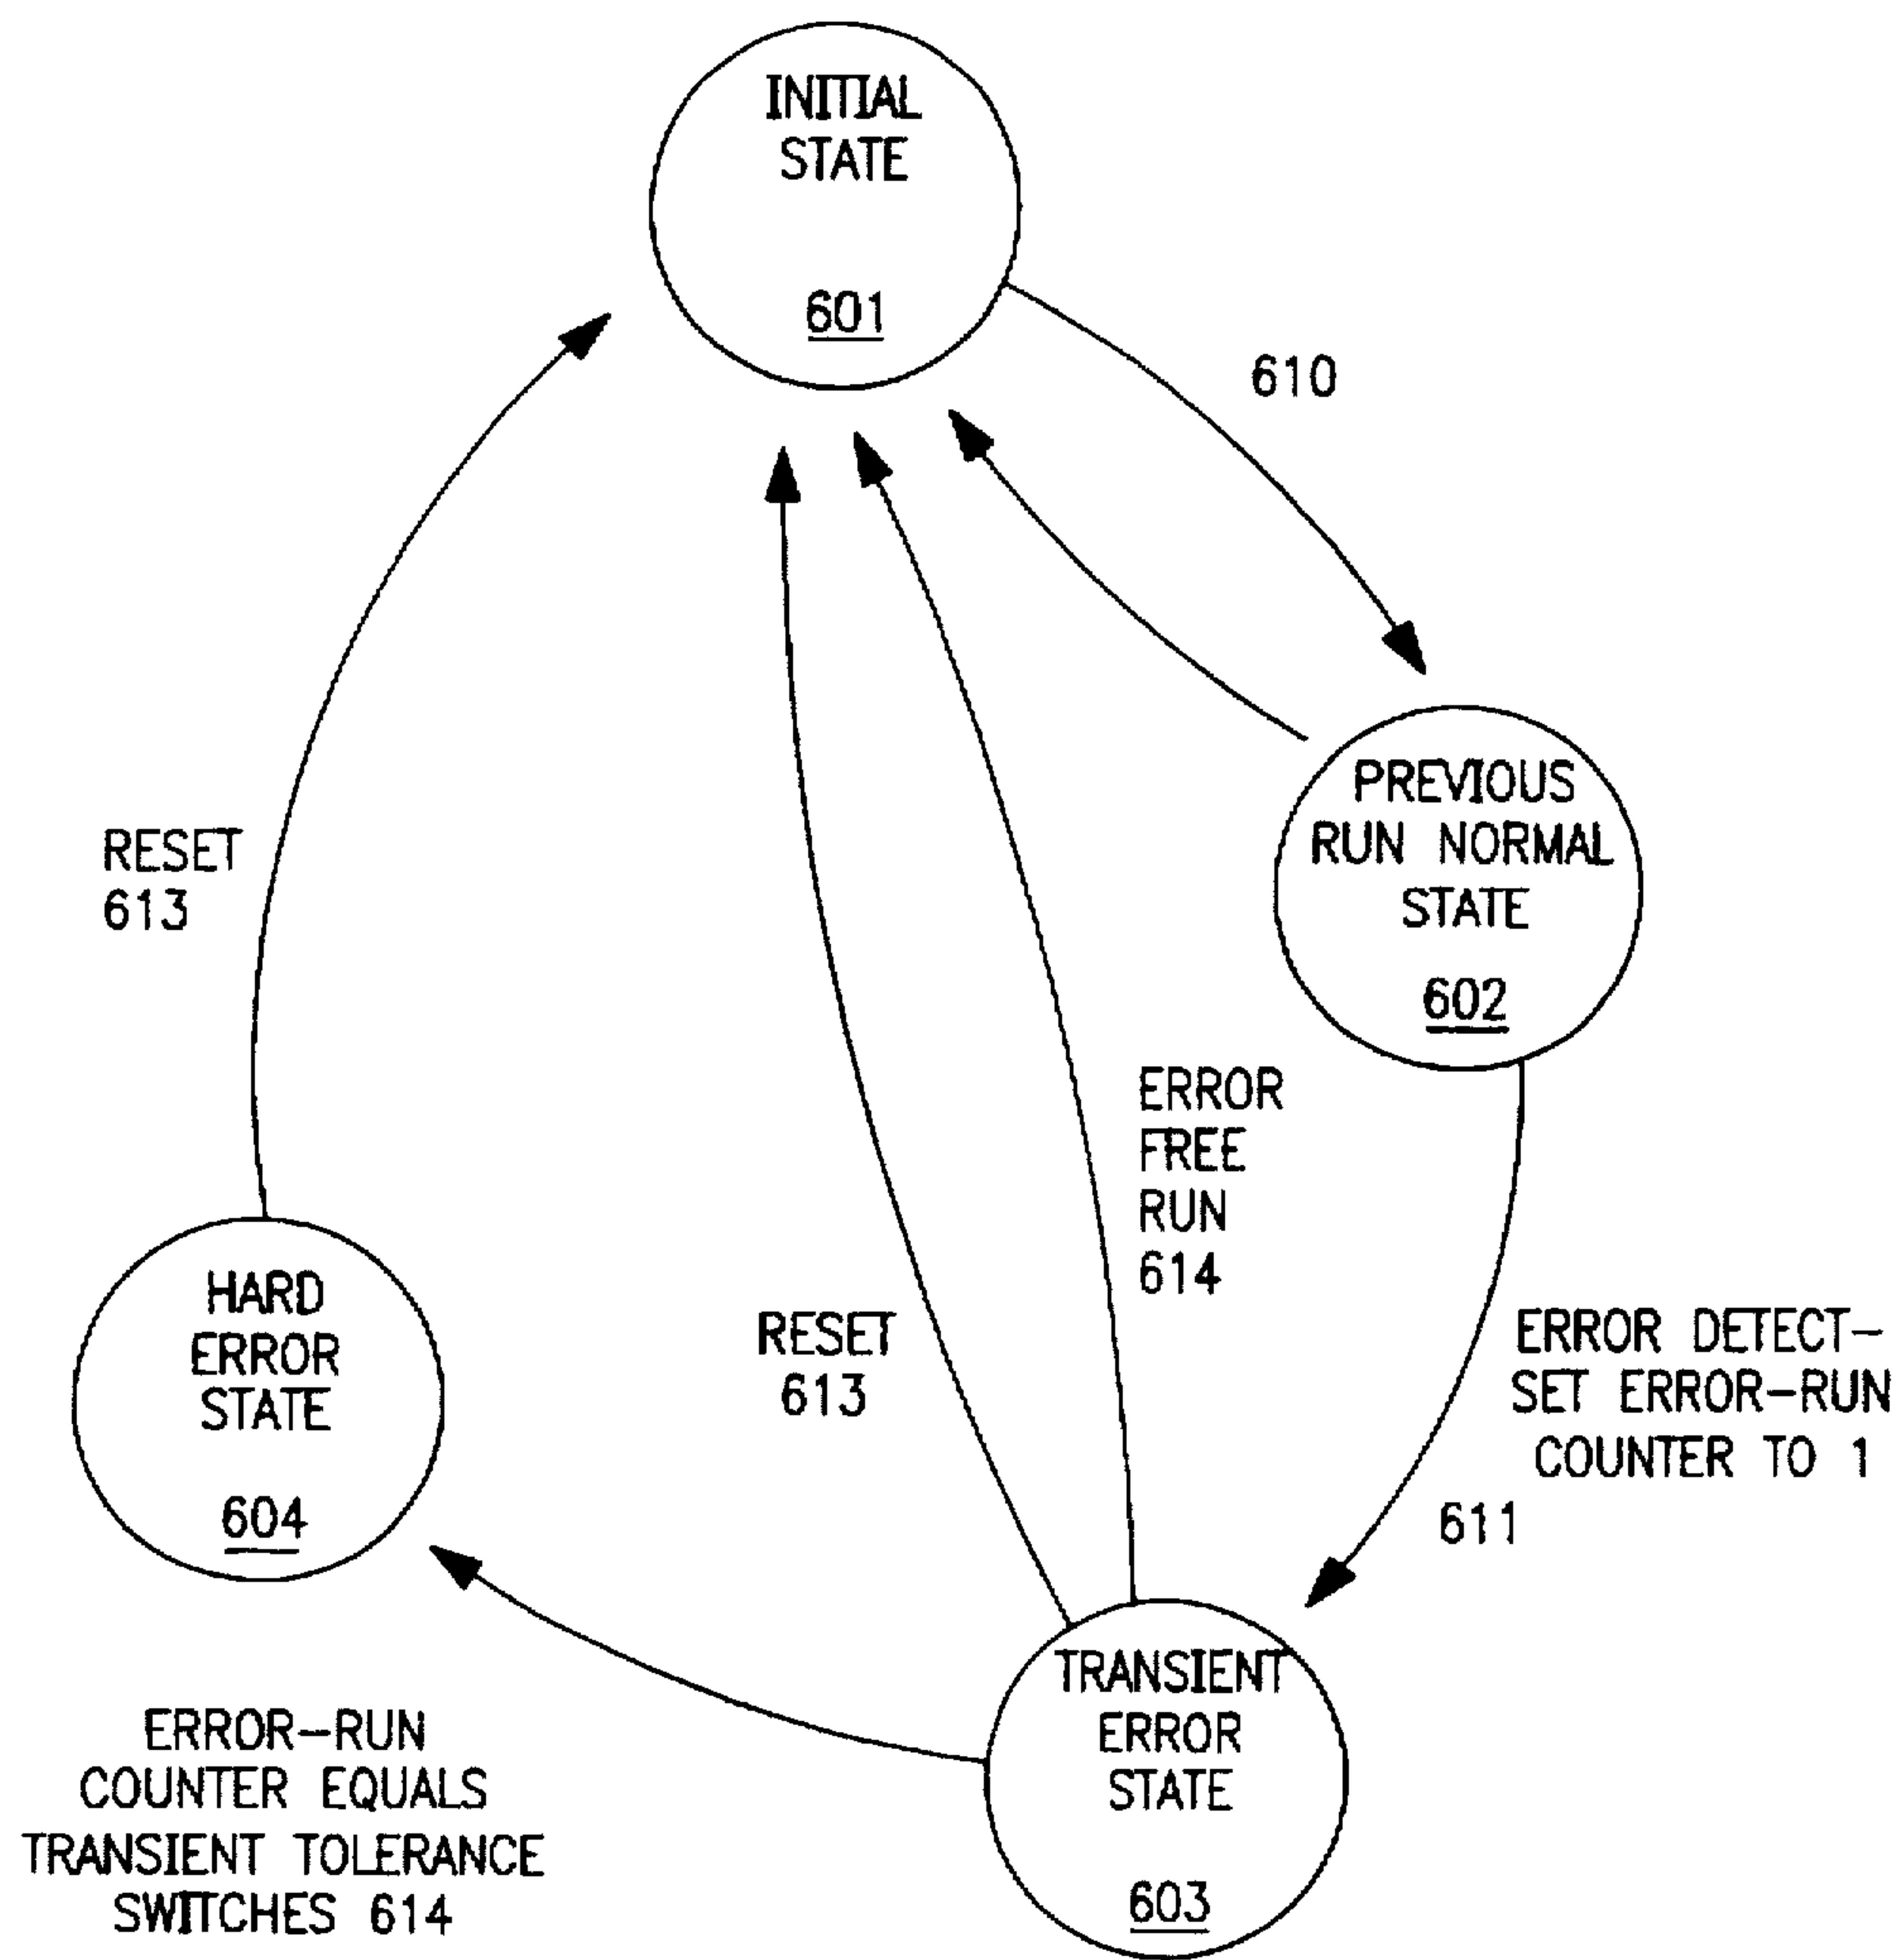 INITIAL
STATE
601
610
PREVIOUS
RUN NORMAL
STATE
602
RESET
613
ERROR
FREE
RUN
614
HARD
ERROR
STATE
604
RESET
613
ERROR DETECT-
SET ERROR-RUN
COUNTER TO 1
611
TRANSIENT
ERROR
STATE
603
ERROR-RUN
COUNTER EQUALS
TRANSIENT TOLERANCE
SWITCHES 614